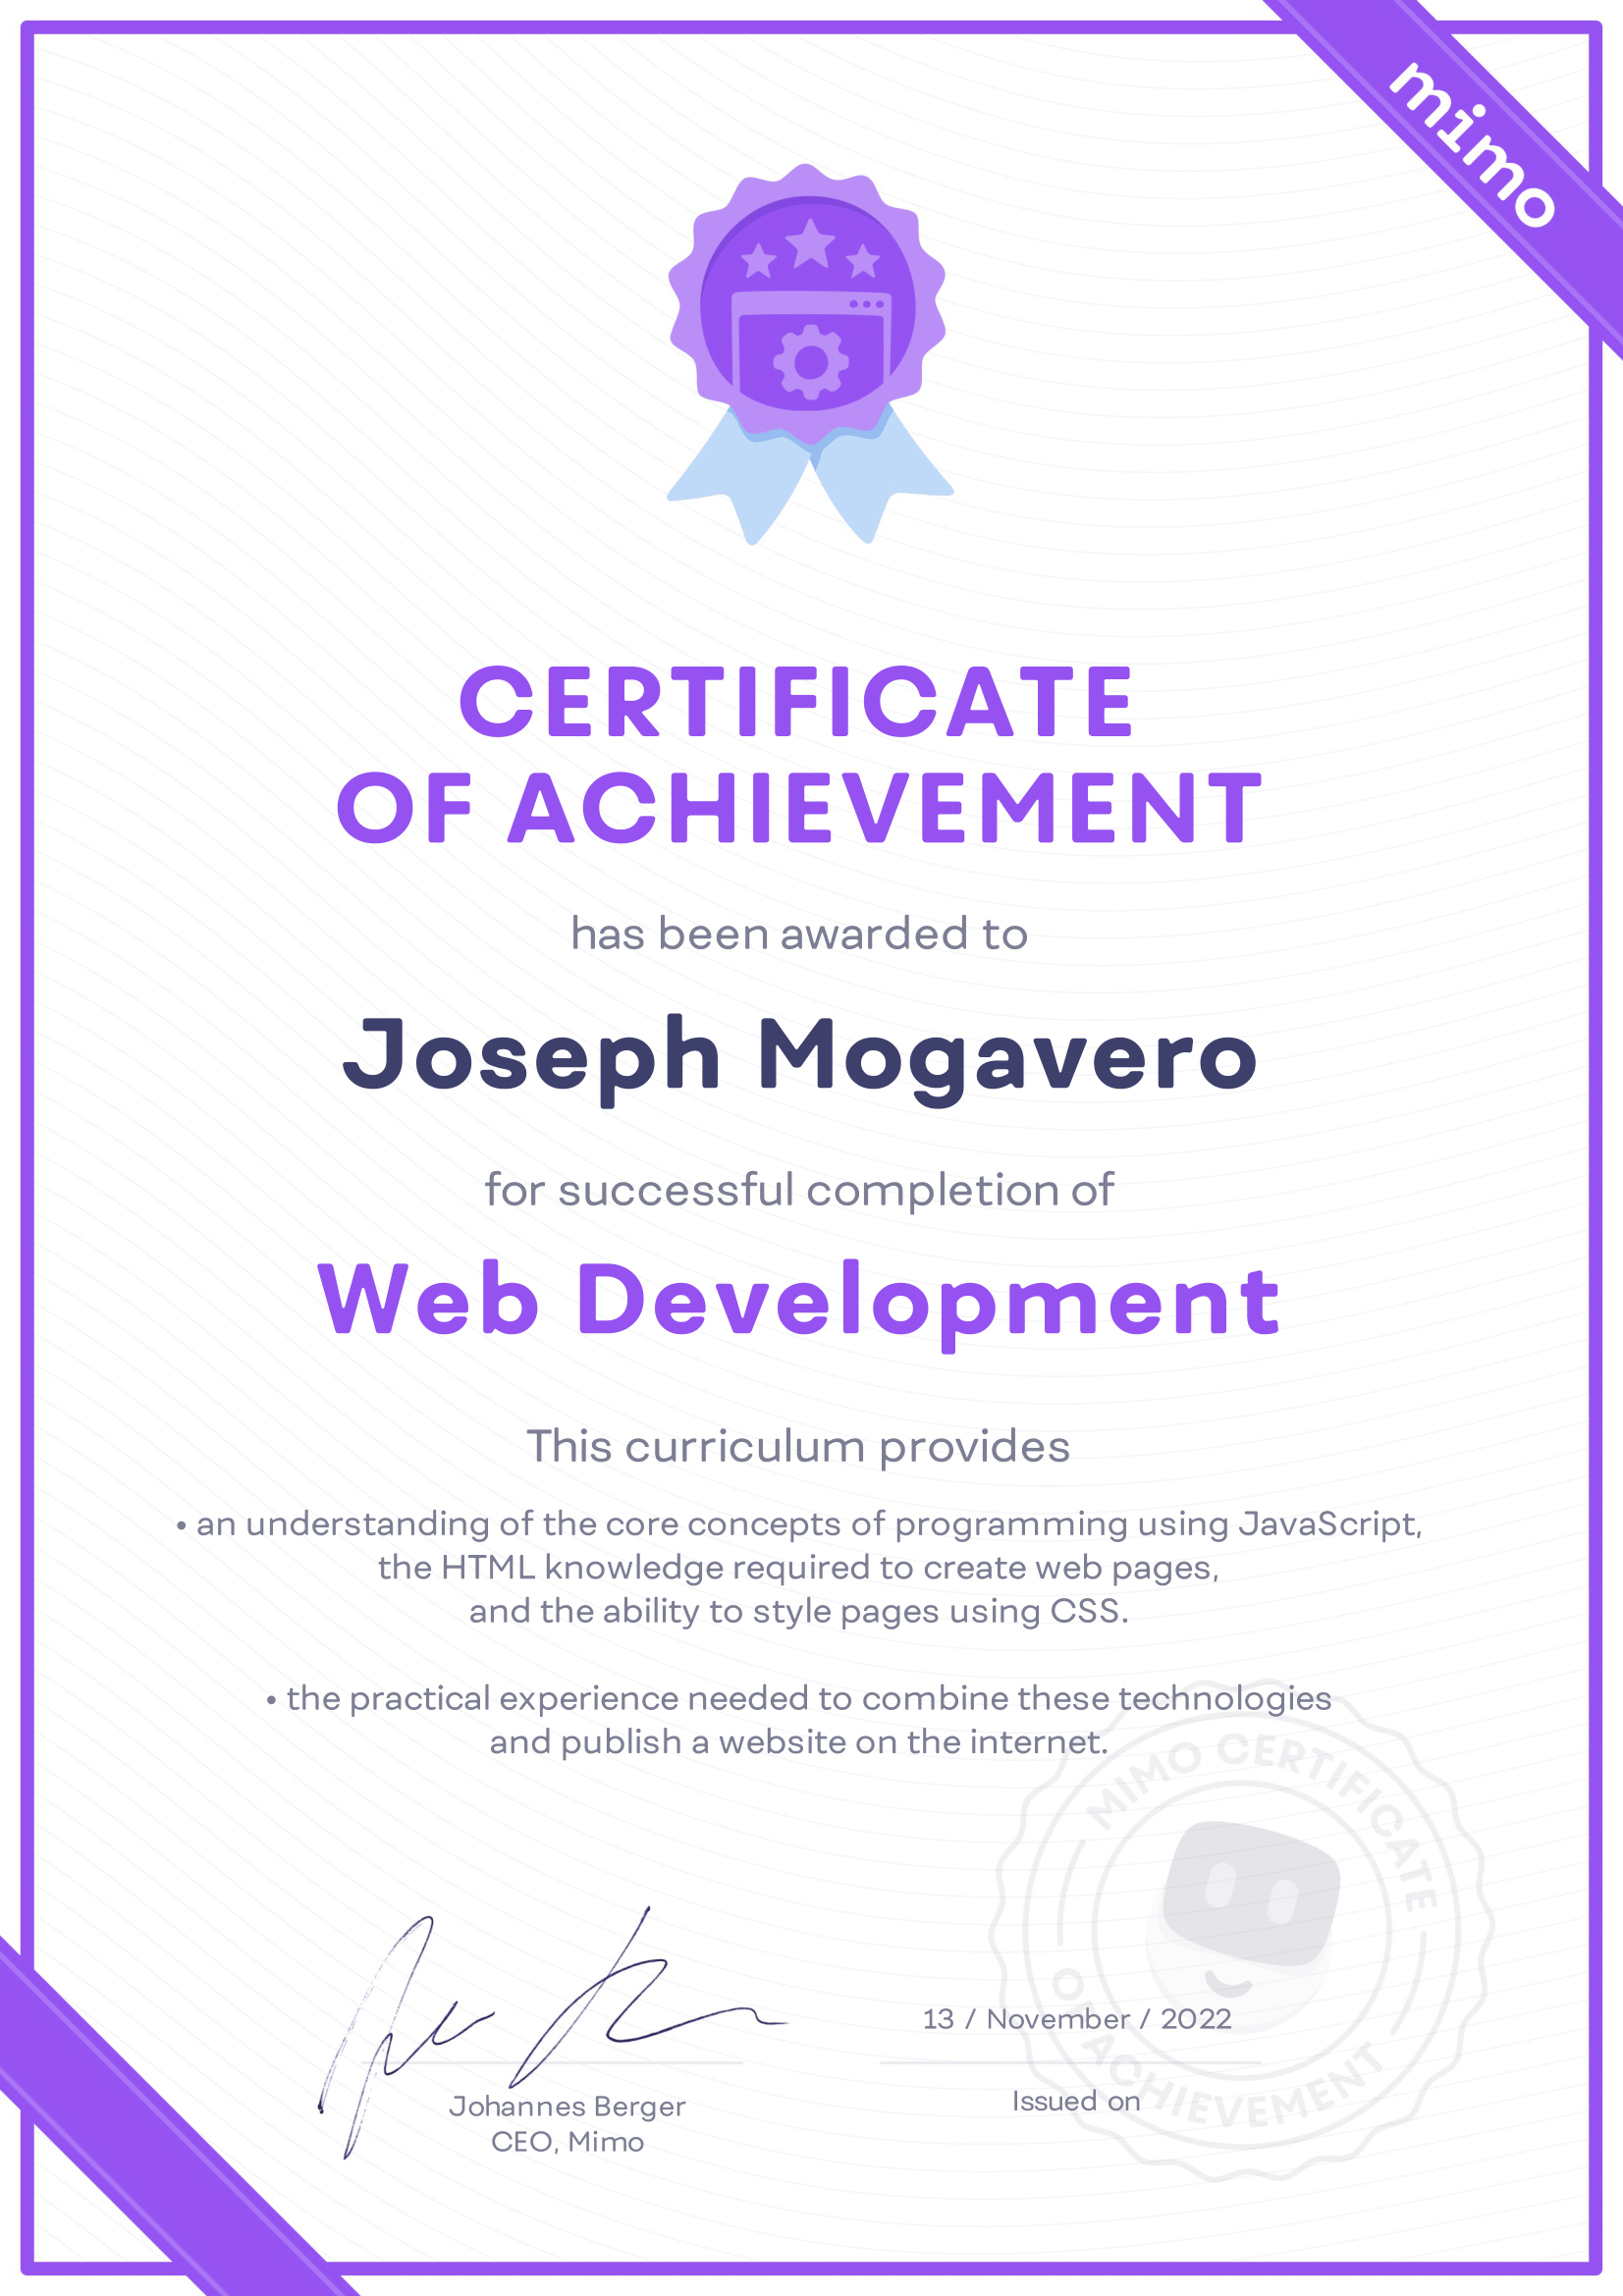 mimo
CERTIFICATE
OF ACHIEVEMENT
has been awarded to
Joseph Mogavero
for successful completion of
Web Development
This curriculum provides
• an understanding of the core concepts of programming using JavaScript,
the HTML knowledge required to create web pages,
and the ability to style pages using CSS.
• the practical experience needed to combine these technologies
and publish a website on the internet.
MIMO CERTIFICATE
OF ACHIEVEMENT
13 / November / 2022
Johannes Berger
CEO, Mimo
Issued on